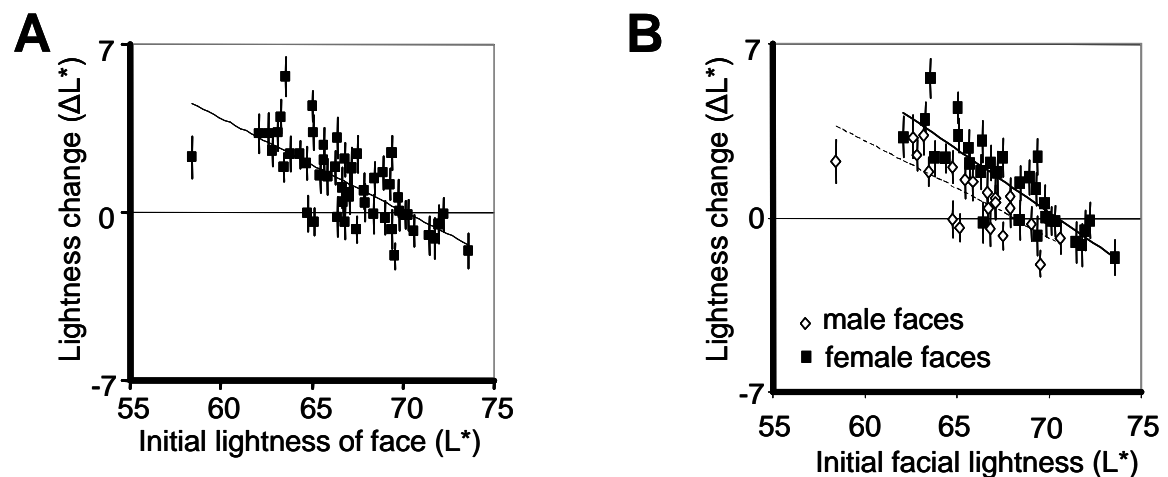 A
Lightness change (ΔL*)
7
0
-7
55 60 65 70 75
Initial lightness of face (L*)
B
Lightness change (ΔL*)
7
0
-7
male faces
female faces
55 60 65 70 75
Initial facial lightness (L*)